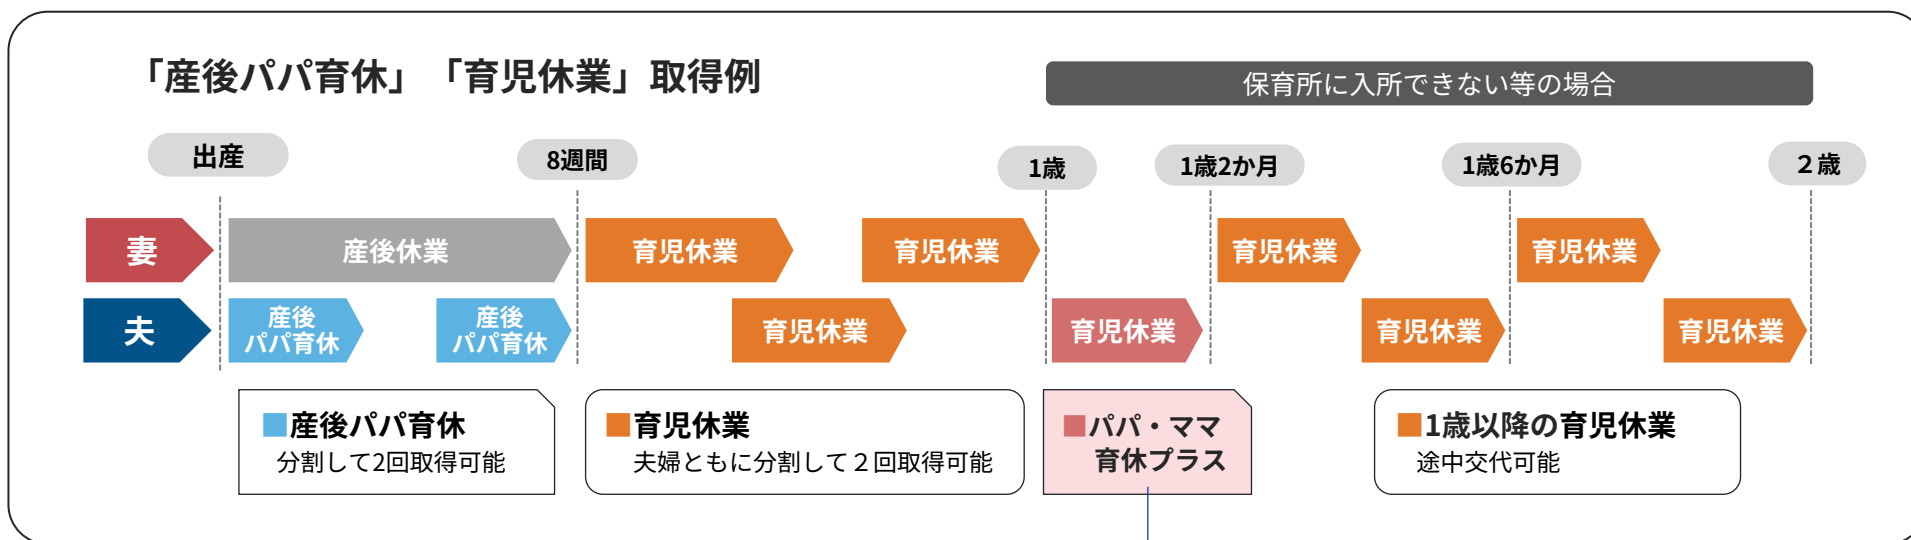 「産後パパ育休」「育児休業」取得例
保育所に入所できない等の場合
出産
8週間
1歳
1歳2か月
1歳6か月
２歳
妻
産後休業
育児休業
育児休業
育児休業
育児休業
夫
産後
パパ育休
産後
パパ育休
育児休業
育児休業
育児休業
育児休業
■産後パパ育休
分割して2回取得可能
■育児休業
夫婦ともに分割して２回取得可能
■パパ・ママ
育休プラス
■1歳以降の育児休業
途中交代可能